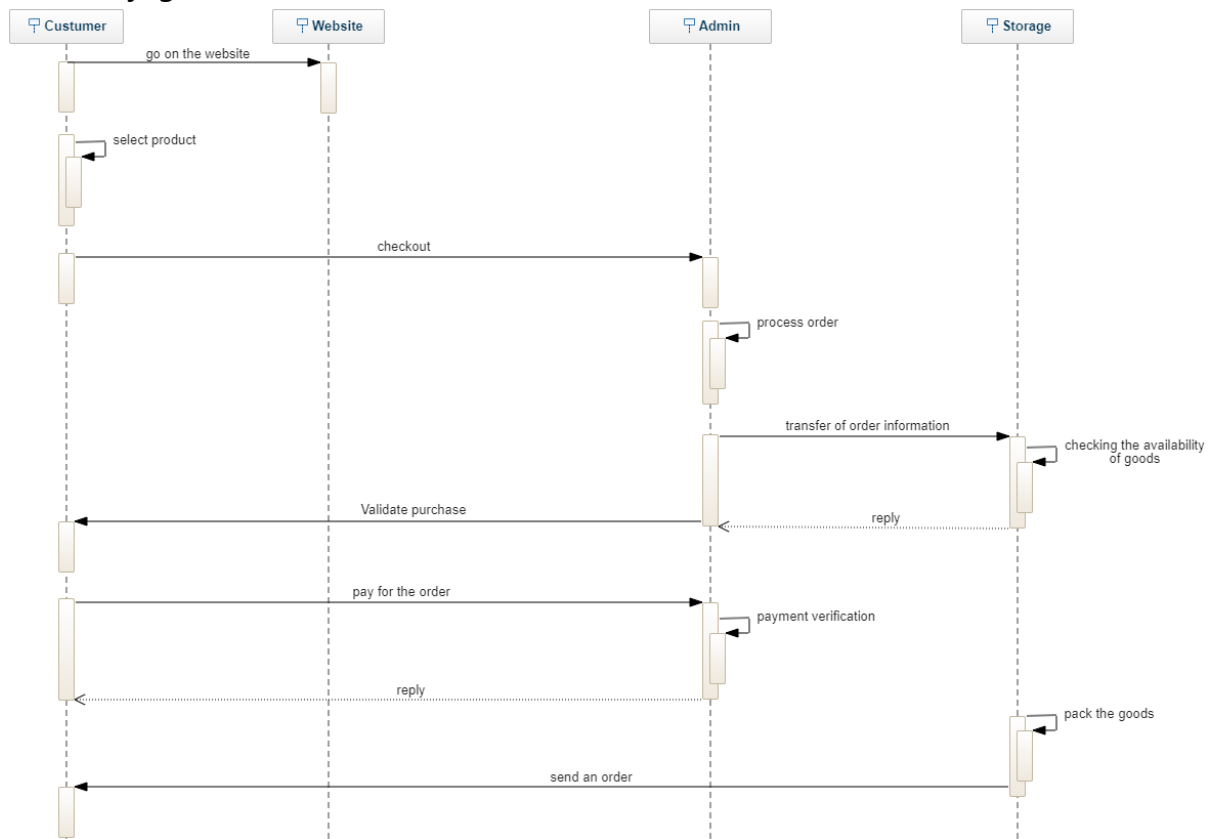 Custumer
Website
Admin
Storage
go on the website
select product
checkout
process order
transfer of order information
checking the availability
of goods
Validate purchase
reply
pay for the order
payment verification
reply
pack the goods
send an order